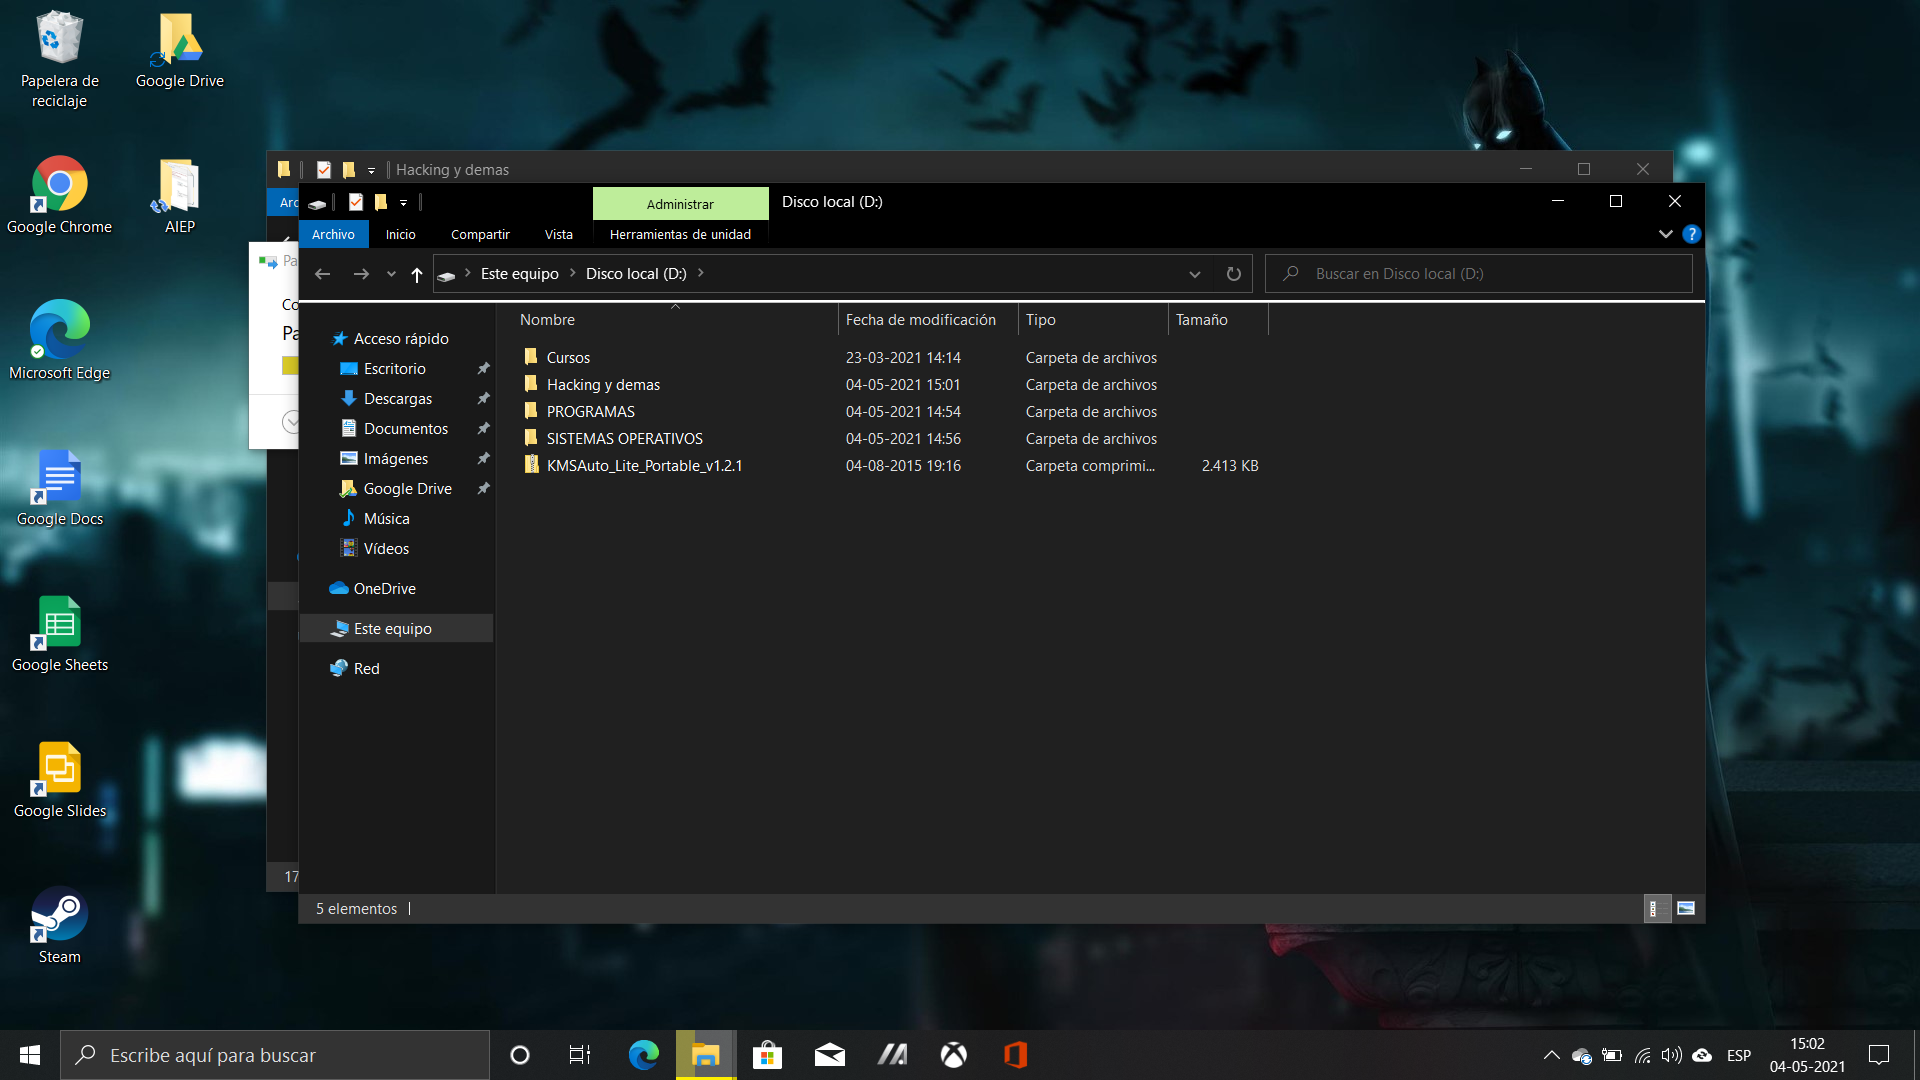 Papelera de
reciclaje
Google Drive
Google Chrome
AIEP
Microsoft Edge
Google Docs
Google Sheets
Google Slides
Steam
Hacking y demas
Administrar
Disco local (D:)
Archivo
Inicio
Compartir
Vista
Herramientas de unidad
Este equipo
Disco local (D:)
Buscar en Disco local (D:)
Acceso rápido
Escritorio
Descargas
Documentos
Imágenes
Google Drive
Música
Vídeos
OneDrive
Este equipo
Red
Nombre Fecha de modificación Tipo Tamaño
Cursos 23-03-2021 14:14 Carpeta de archivos
Hacking y demas 04-05-2021 15:01 Carpeta de archivos
PROGRAMAS 04-05-2021 14:54 Carpeta de archivos
SISTEMAS OPERATIVOS 04-05-2021 14:56 Carpeta de archivos
KMSAuto_Lite_Portable_v1.2.1 04-08-2015 19:16 Carpeta comprimi... 2.413 KB
5 elementos
17
Escribe aquí para buscar
ESP
15:02
04-05-2021